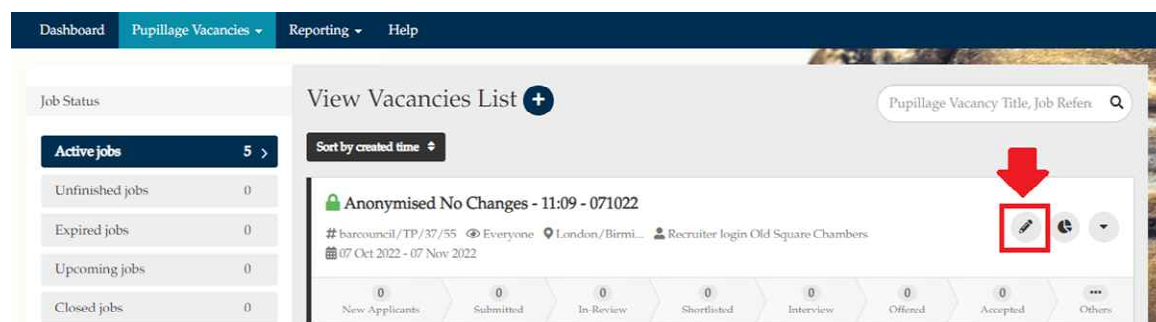 Dashboard Pupillage Vacancies Reporting Help
Job Status
Active jobs 5
Unfinished jobs 0
Expired jobs 0
Upcoming jobs 0
Closed jobs 0
View Vacancies List
Pupillage Vacancy Title, Job Refere
Sort by created time
Anonymised No Changes - 11:09 - 071022
# barcouncil/TP/37/55 Everyone London/Birmi... Recruiter login Old Square Chambers
07 Oct 2022 - 07 Nov 2022
0 0 0 0 0 0 0 ...
New Applicants Submitted In-Review Shortlisted Interview Offered Accepted Others